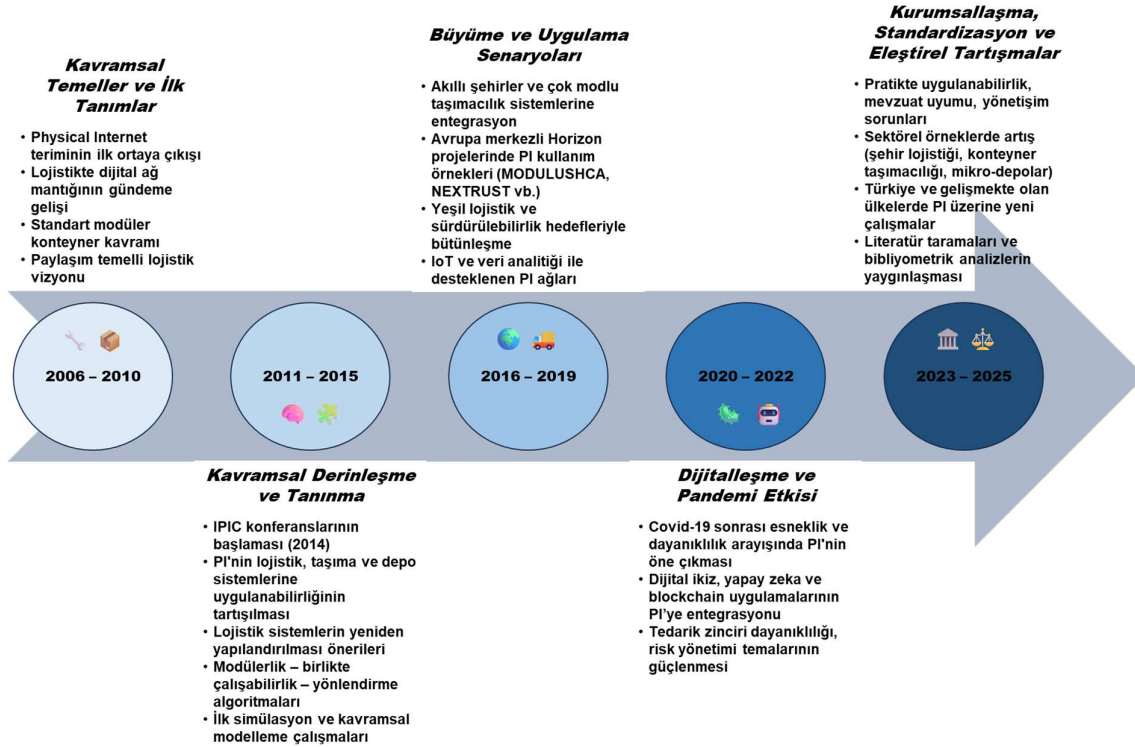 Kavramsal
Temeller ve İlk
Tanımlar
• Physical Internet
teriminin ilk ortaya çıkışı
• Lojistikte dijital ağ
mantığının gündeme
gelişi
• Standart modüler
konteyner kavramı
• Paylaşım temelli lojistik
vizyonu
2006 – 2010
2011 – 2015
Kavramsal Derinleşme
ve Tanınma
• IPIC konferanslarının
başlaması (2014)
• PI'nin lojistik, taşıma ve depo
sistemlerine
uygulanabilirliğinin
tartışılması
• Lojistik sistemlerin yeniden
yapılandırılması önerileri
• Modülerlik – birlikte
çalışabilirlik – yönlendirme
algoritmaları
• İlk simülasyon ve kavramsal
modelleme çalışmaları
Büyüme ve Uygulama
Senaryoları
• Akıllı şehirler ve çok modlu
taşımacılık sistemlerine
entegrasyon
• Avrupa merkezli Horizon
projelerinde PI kullanım
örnekleri (MODULUSHCA,
NEXTRUST vb.)
• Yeşil lojistik ve
sürdürülebilirlik hedefleriyle
bütünleşme
• IoT ve veri analitiği ile
desteklenen PI ağları
2016 – 2019
2020 – 2022
Dijitalleşme ve
Pandemi Etkisi
• Covid-19 sonrası esneklik ve
dayanıklılık arayışında PI'nin
öne çıkması
• Dijital ikiz, yapay zeka ve
blockchain uygulamalarının
PI’ye entegrasyonu
• Tedarik zinciri dayanıklılığı,
risk yönetimi temalarının
güçlenmesi
Kurumsallaşma,
Standardizasyon ve
Eleştirel Tartışmalar
• Pratikte uygulanabilirlik,
mevzuat uyumu, yönetişim
sorunları
• Sektörel örneklerde artış
(şehir lojistiği, konteyner
taşımacılığı, mikro-depolar)
• Türkiye ve gelişmekte olan
ülkelerde PI üzerine yeni
çalışmalar
• Literatür taramaları ve
bibliyometrik analizlerin
yaygınlaşması
2023 – 2025